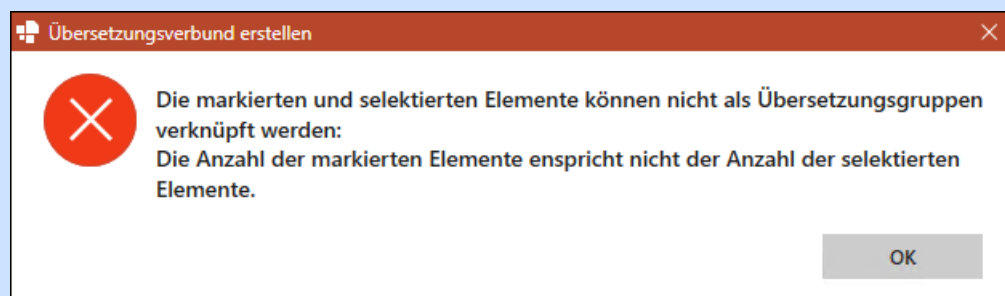 Übersetzungsverbund erstellen
Die markierten und selektierten Elemente können nicht als Übersetzungsgruppen
verknüpft werden:
Die Anzahl der markierten Elemente enspricht nicht der Anzahl der selektierten
Elemente.
OK